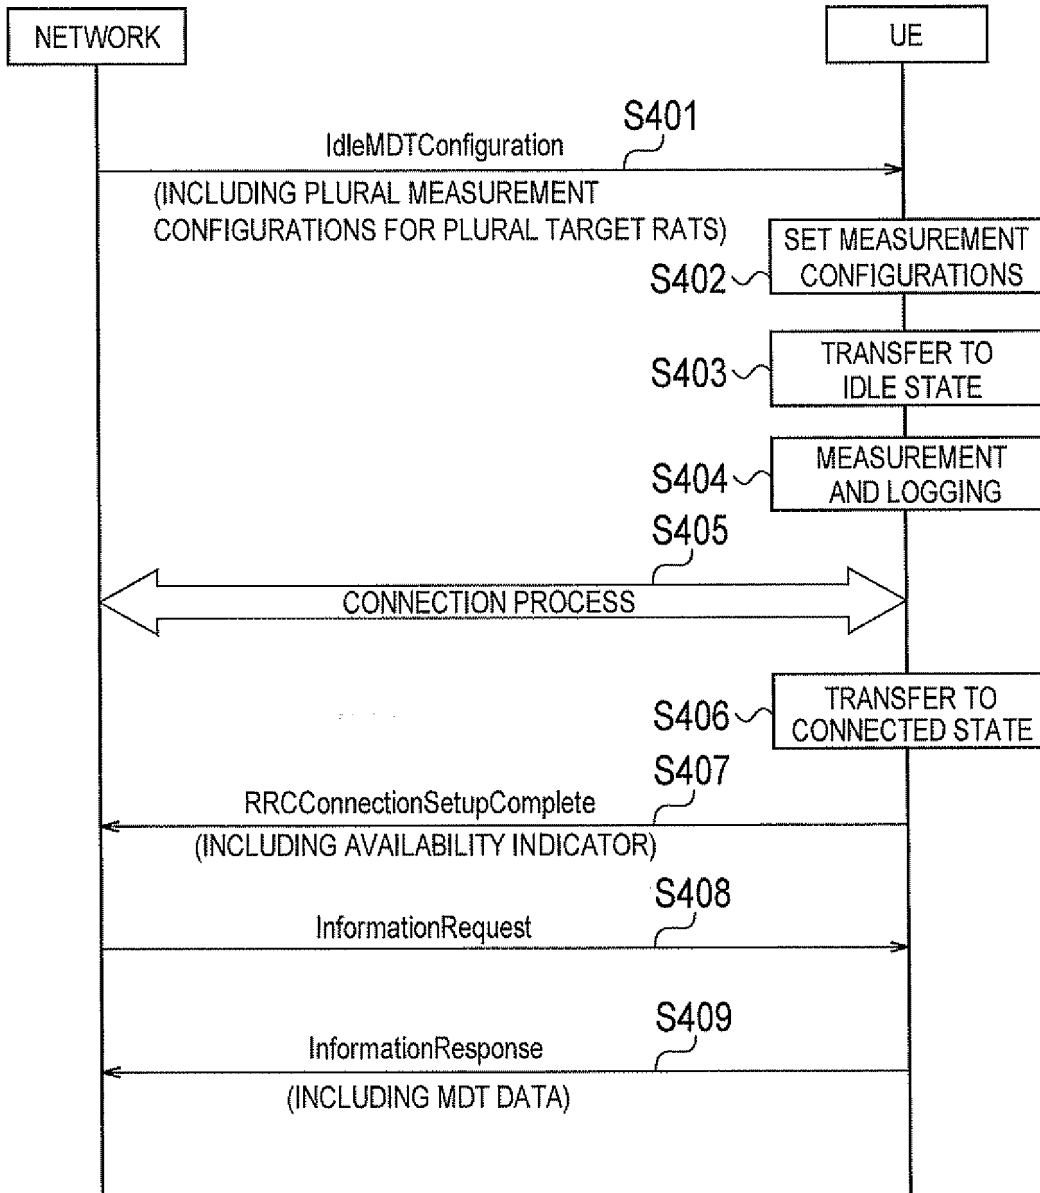 NETWORK
UE
S401
IdleMDTConfiguration
(INCLUDING PLURAL MEASUREMENT
CONFIGURATIONS FOR PLURAL TARGET RATS)
SET MEASUREMENT
CONFIGURATIONS
S402
TRANSFER TO
IDLE STATE
S403
MEASUREMENT
AND LOGGING
S404
S405
CONNECTION PROCESS
TRANSFER TO
CONNECTED STATE
S406
S407
RRCConnectionSetupComplete
(INCLUDING AVAILABILITY INDICATOR)
S408
InformationRequest
S409
InformationResponse
(INCLUDING MDT DATA)